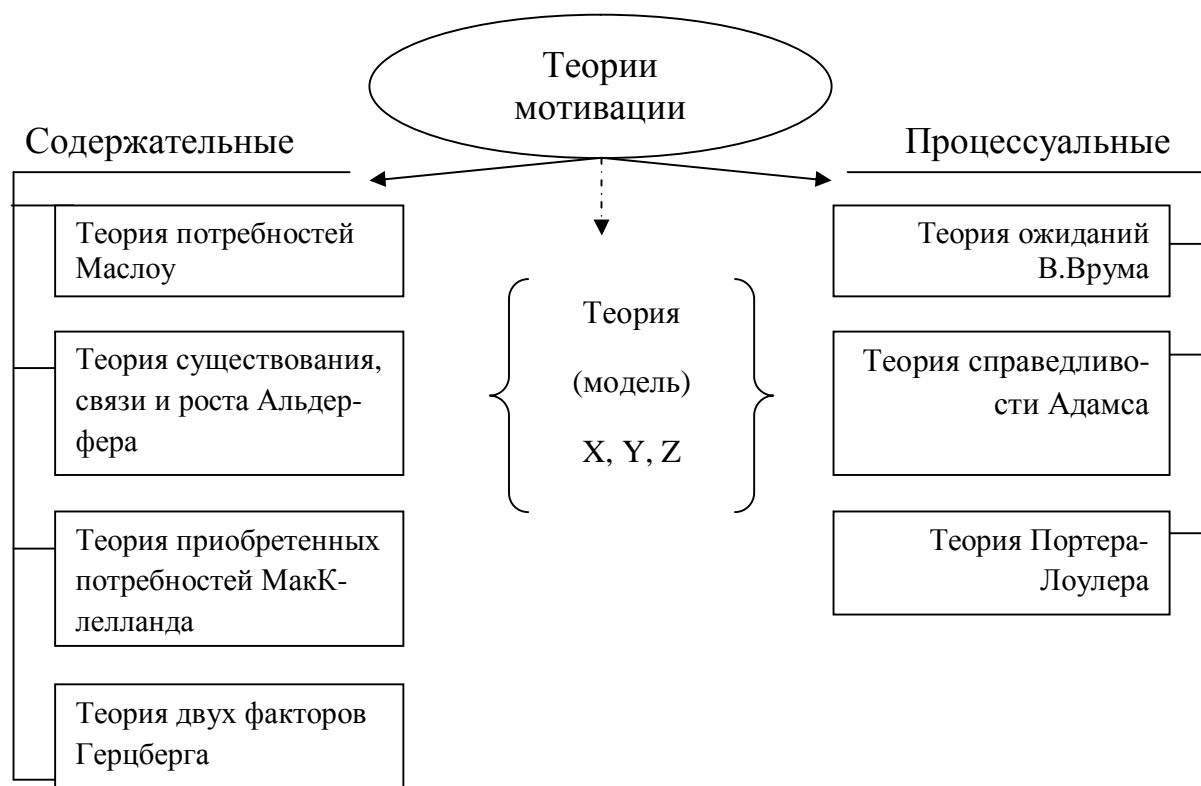 Теории
мотивации
Содержательные
Процессуальные
Теория потребностей
Маслоу
Теория существования,
связи и роста Альдер-
фера
Теория приобретенных
потребностей МакК-
лелланда
Теория двух факторов
Герцберга
Теория
(модель)
X, Y, Z
Теория ожиданий
В.Врума
Теория справедливо-
сти Адамса
Теория Портера-
Лоулера